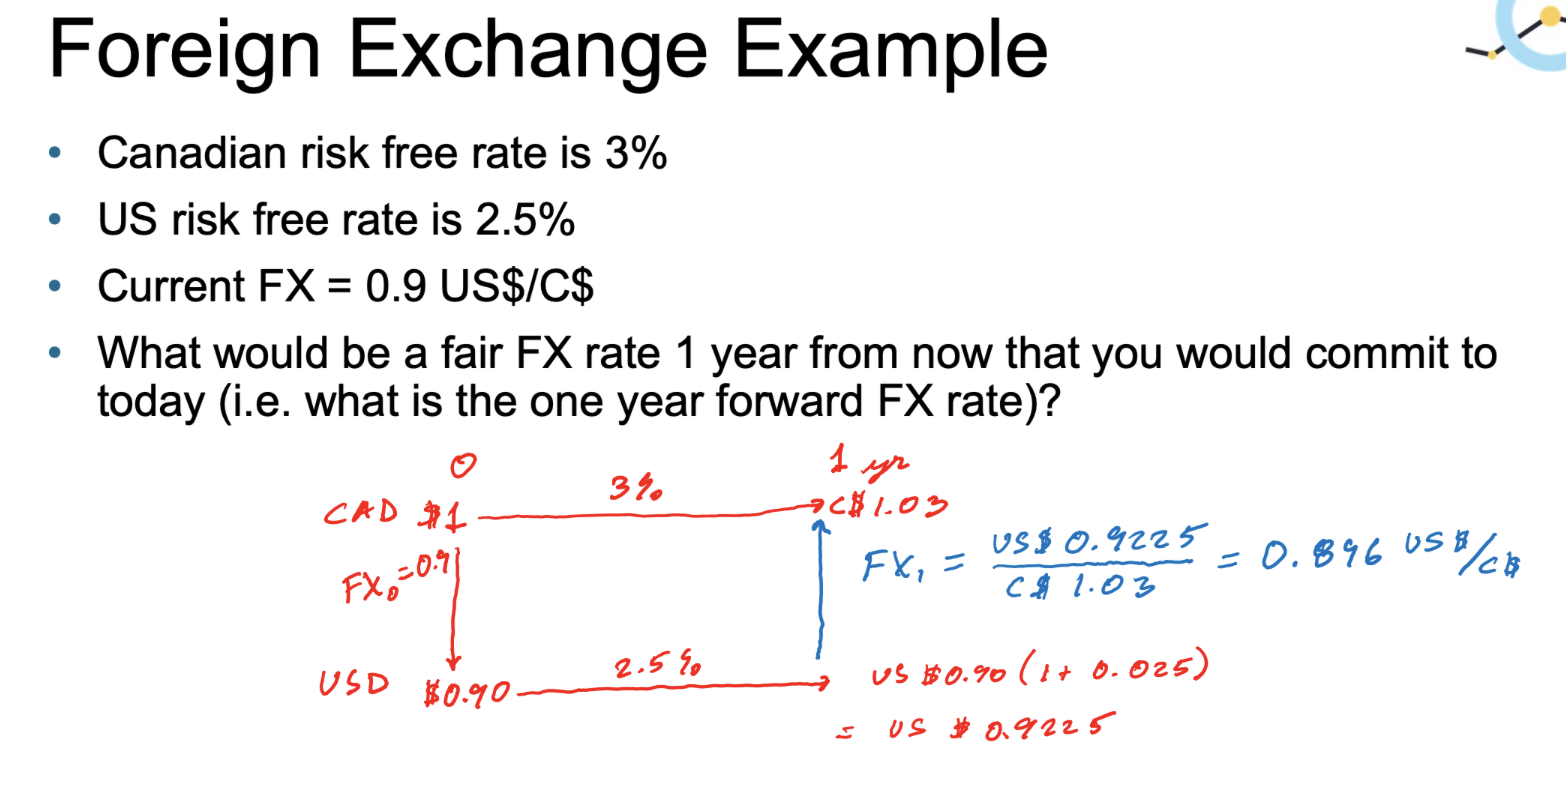 Foreign Exchange Example
• Canadian risk free rate is 3%
• US risk free rate is 2.5%
• Current FX = 0.9 US$/C$
• What would be a fair FX rate 1 year from now that you would commit to
today (i.e. what is the one year forward FX rate)?
0
1 yr
3%
CAD $1
C$1.03
FX₀=0.9
FX₁ = US$ 0.9225 / C$ 1.03 = 0.896 US$/C$
2.5%
USD $0.90
US $0.90 (1+ 0.025)
= US $ 0.9225